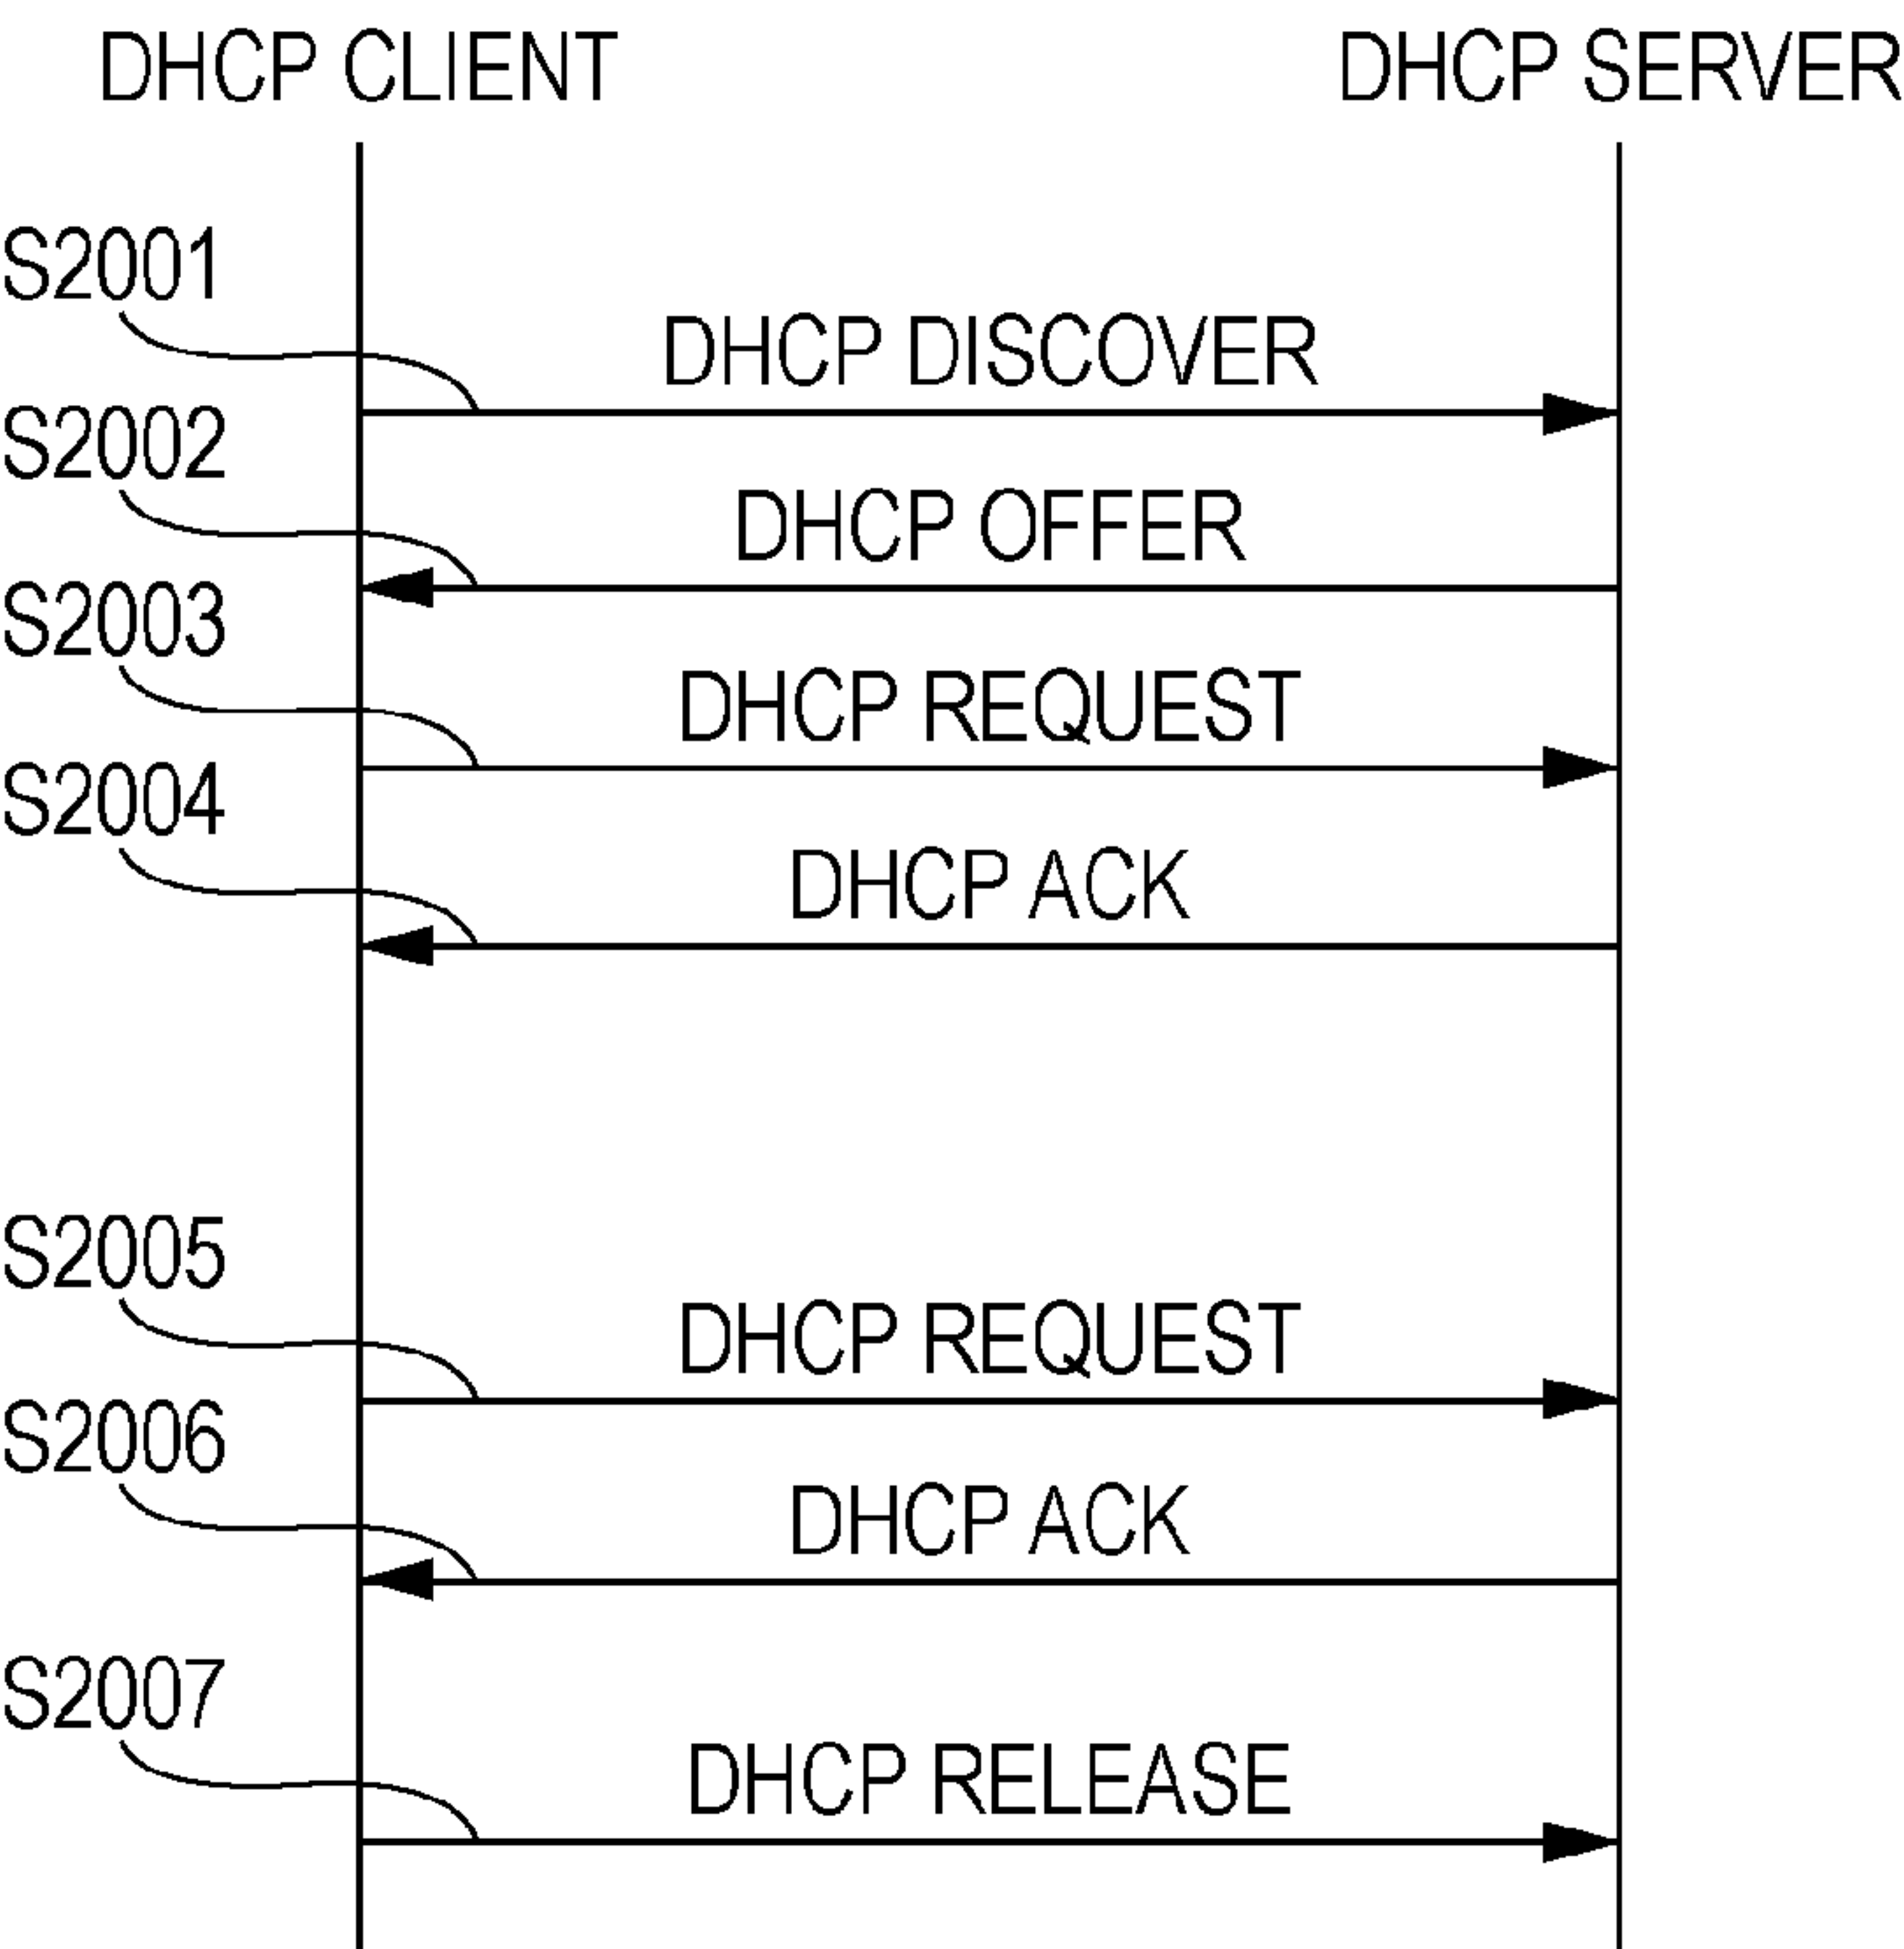 DHCP CLIENT
DHCP SERVER
S2001
DHCP DISCOVER
S2002
DHCP OFFER
S2003
DHCP REQUEST
S2004
DHCP ACK
S2005
DHCP REQUEST
S2006
DHCP ACK
S2007
DHCP RELEASE